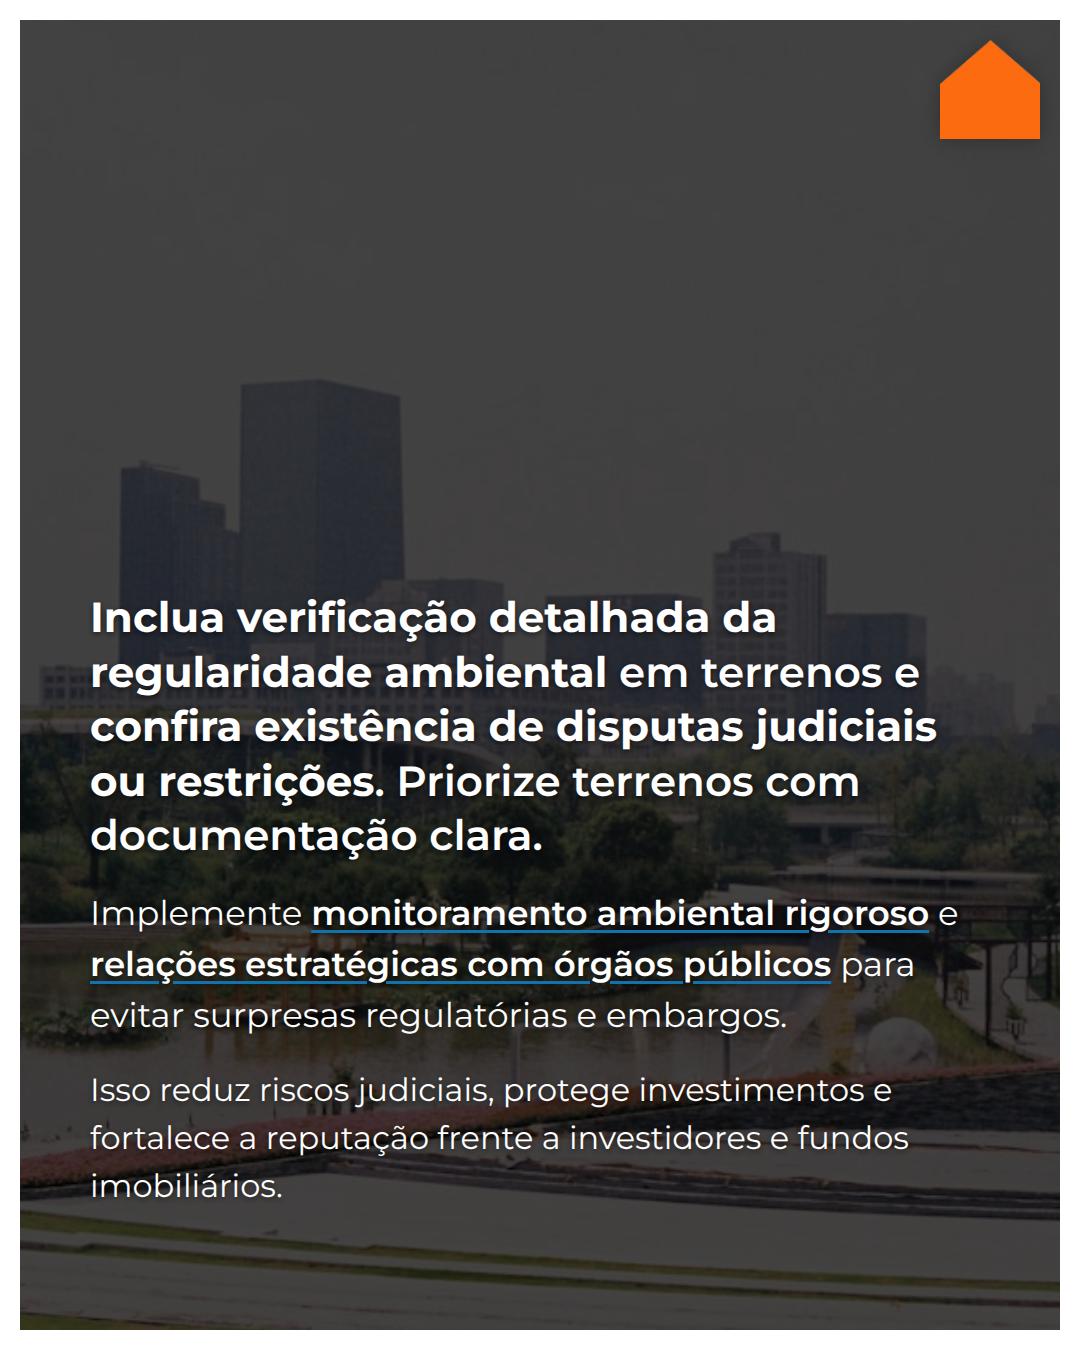 Inclua verificação detalhada da
regularidade ambiental em terrenos e
confira existência de disputas judiciais
ou restrições. Priorize terrenos com
documentação clara.
Implemente monitoramento ambiental rigoroso e
relações estratégicas com órgãos públicos para
evitar surpresas regulatórias e embargos.
Isso reduz riscos judiciais, protege investimentos e
fortalece a reputação frente a investidores e fundos
imobiliários.